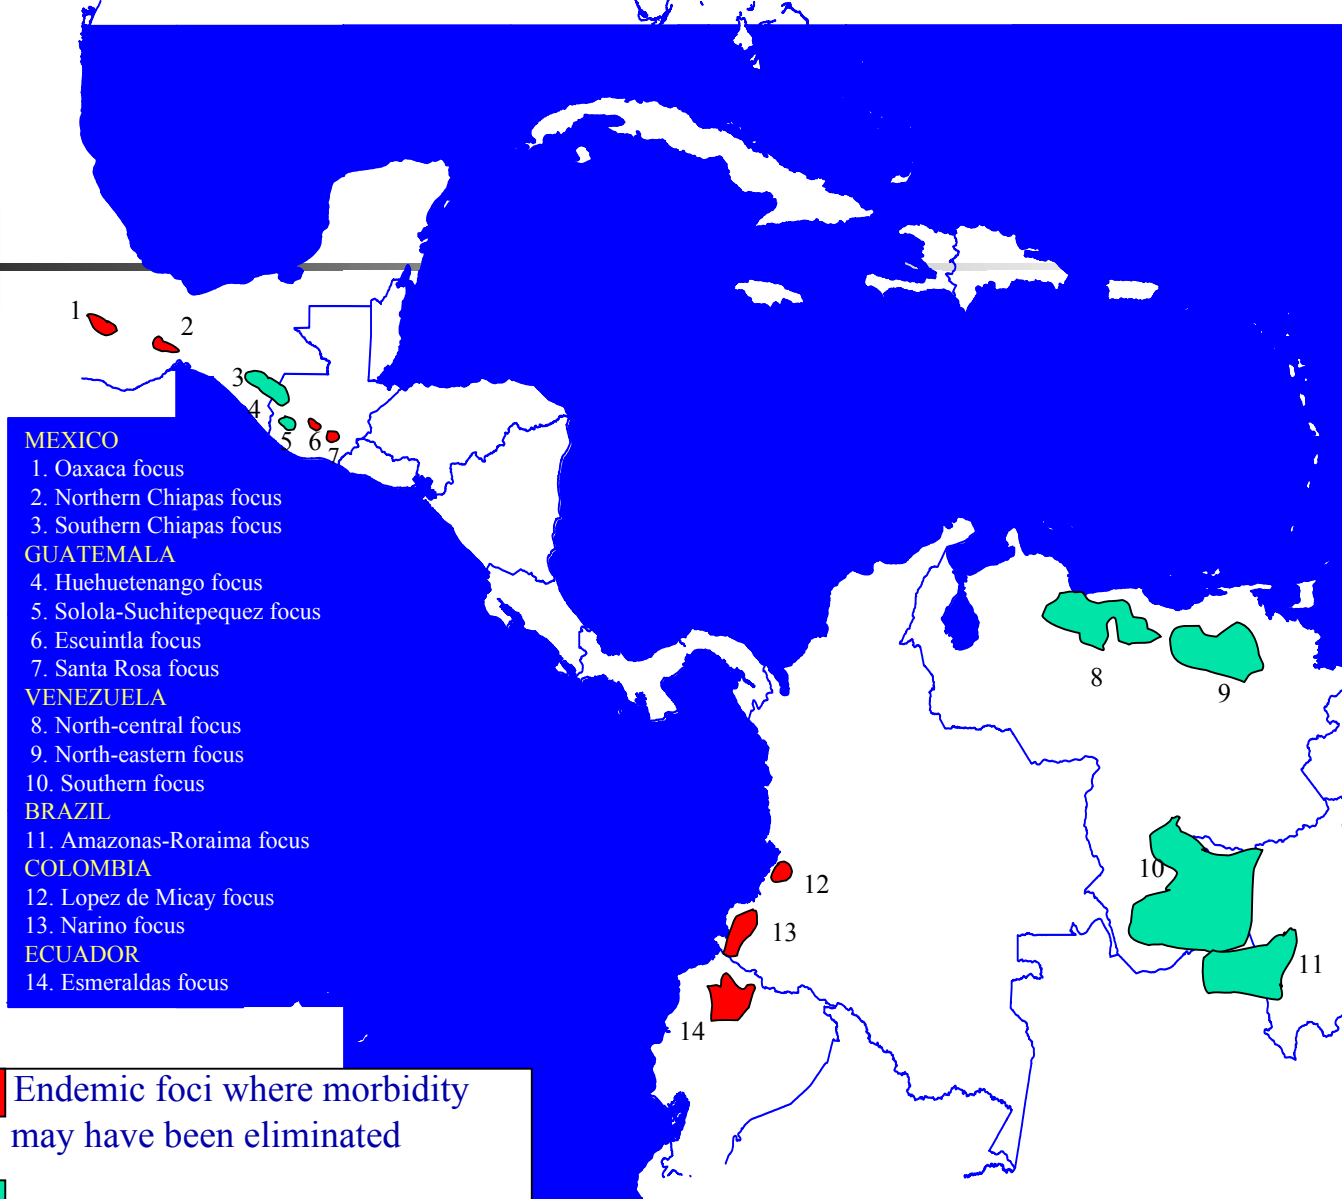 1
2
3
4
5
6
7
MEXICO
1. Oaxaca focus
2. Northern Chiapas focus
3. Southern Chiapas focus
GUATEMALA
4. Huehuetenango focus
5. Solola-Suchitepequez focus
6. Escuintla focus
7. Santa Rosa focus
VENEZUELA
8. North-central focus
9. North-eastern focus
10. Southern focus
BRAZIL
11. Amazonas-Roraima focus
COLOMBIA
12. Lopez de Micay focus
13. Narino focus
ECUADOR
14. Esmeraldas focus
8
9
10
11
12
13
14
Endemic foci where morbidity
may have been eliminated